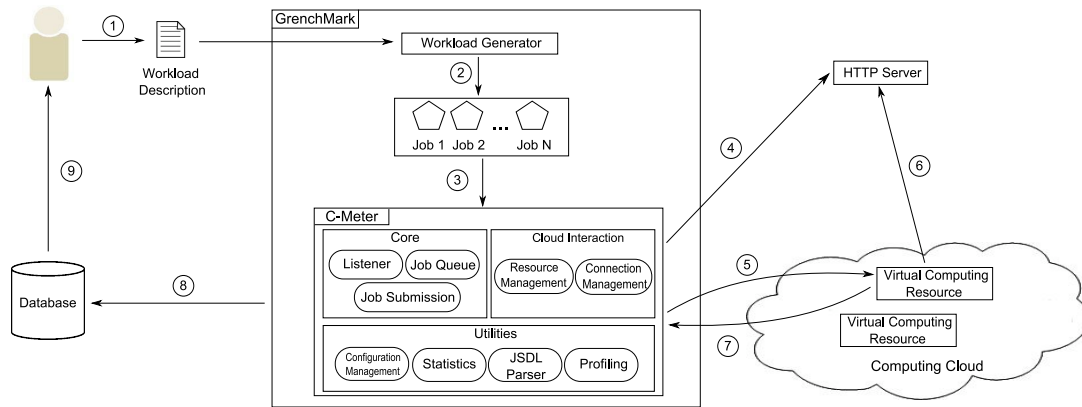 1
Workload
Description
GrenchMark
Workload Generator
2
Job 1 Job 2 ... Job N
3
C-Meter
Core
Listener
Job Queue
Job Submission
Cloud Interaction
Resource
Management
Connection
Management
Utilities
Configuration
Management
Statistics
JSDL
Parser
Profiling
4
HTTP Server
6
5
7
Virtual Computing
Resource
Virtual Computing
Resource
Computing Cloud
8
Database
9